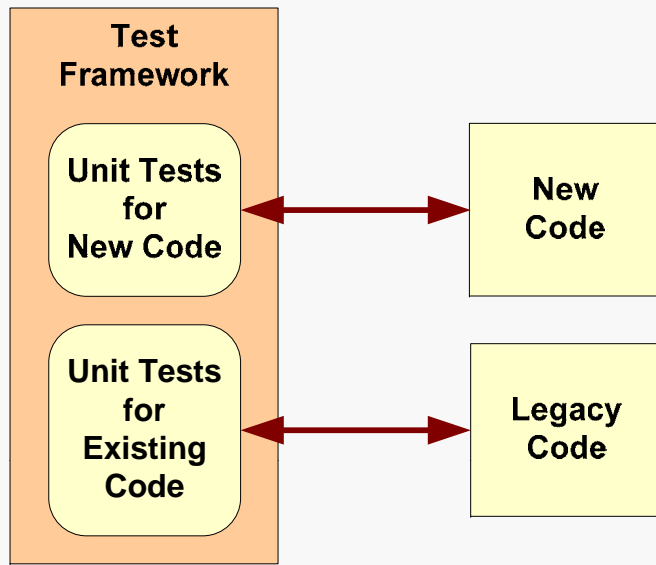 Test
Framework
Unit Tests
for
New Code
New
Code
Unit Tests
for
Existing
Code
Legacy
Code